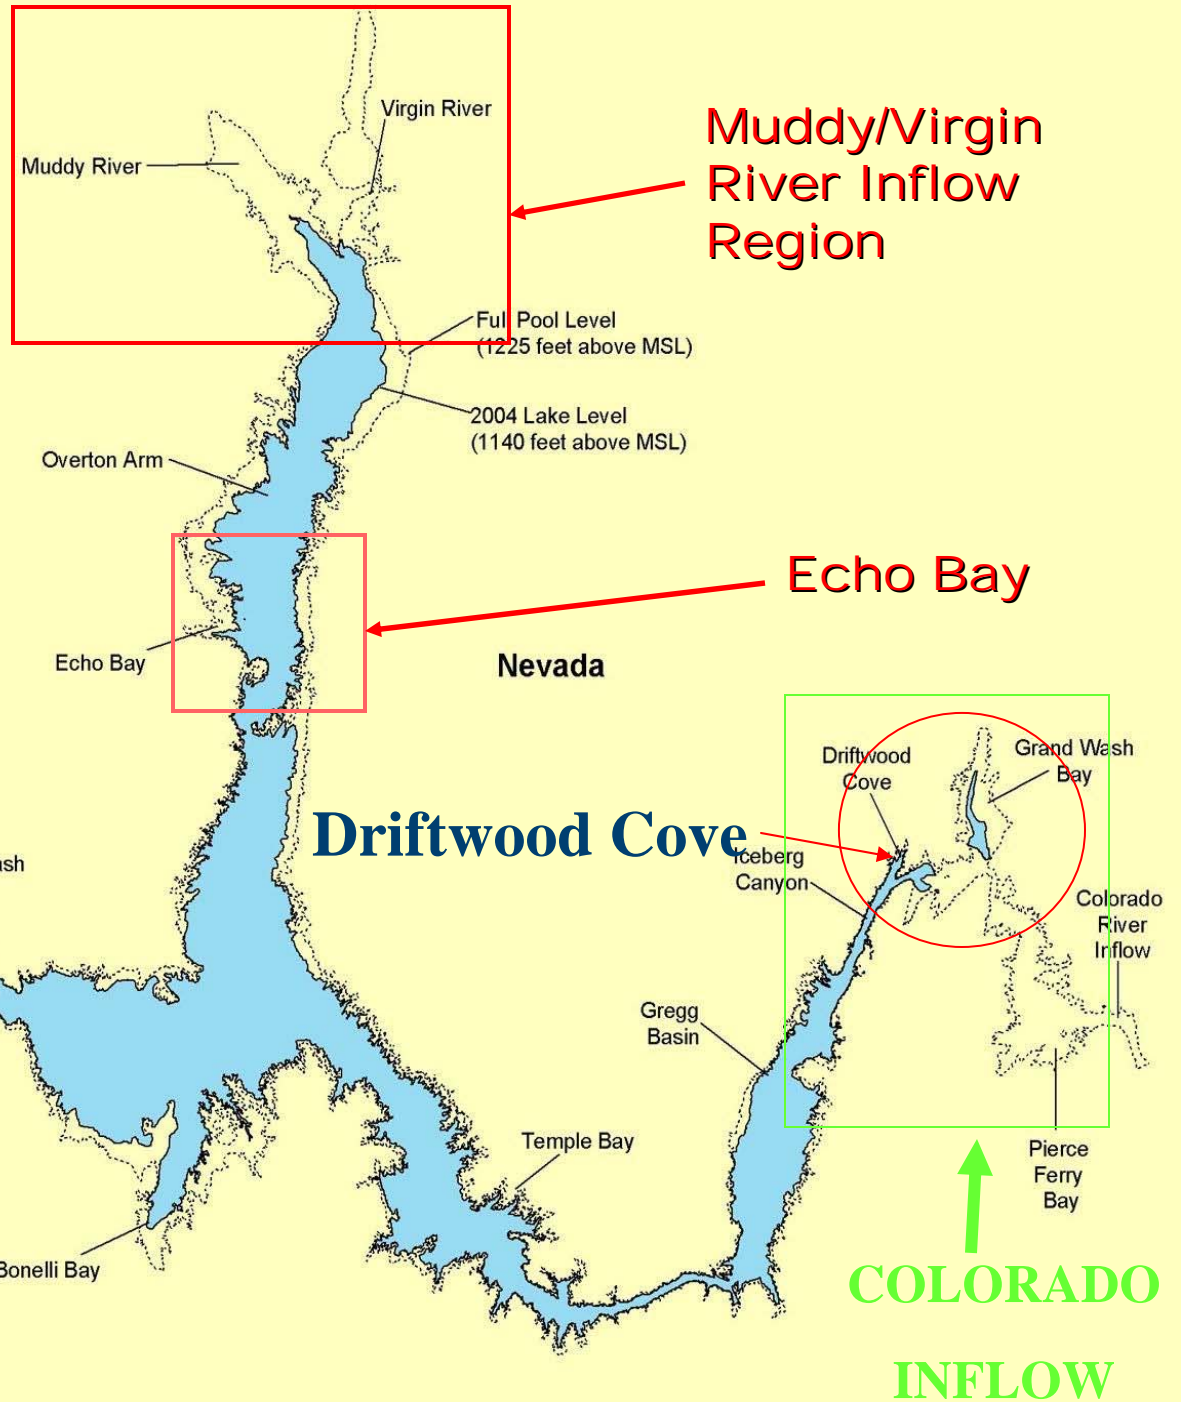 Virgin River
Muddy River
Muddy/Virgin
River Inflow
Region
Full Pool Level
(1225 feet above MSL)
2004 Lake Level
(1140 feet above MSL)
Overton Arm
Echo Bay
Echo Bay
Nevada
Driftwood
Cove
Grand Wash
Bay
Driftwood Cove
Iceberg
Canyon
ash
Colorado
River
Inflow
Gregg
Basin
Temple Bay
Pierce
Ferry
Bay
Bonelli Bay
COLORADO
INFLOW